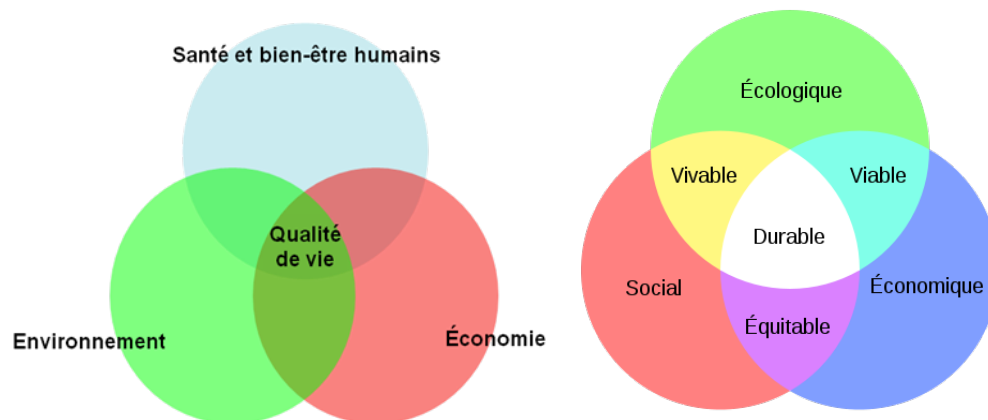 Santé et bien-être humains
Qualité
de vie
Environnement
Économie
Écologique
Vivable
Viable
Durable
Social
Économique
Équitable